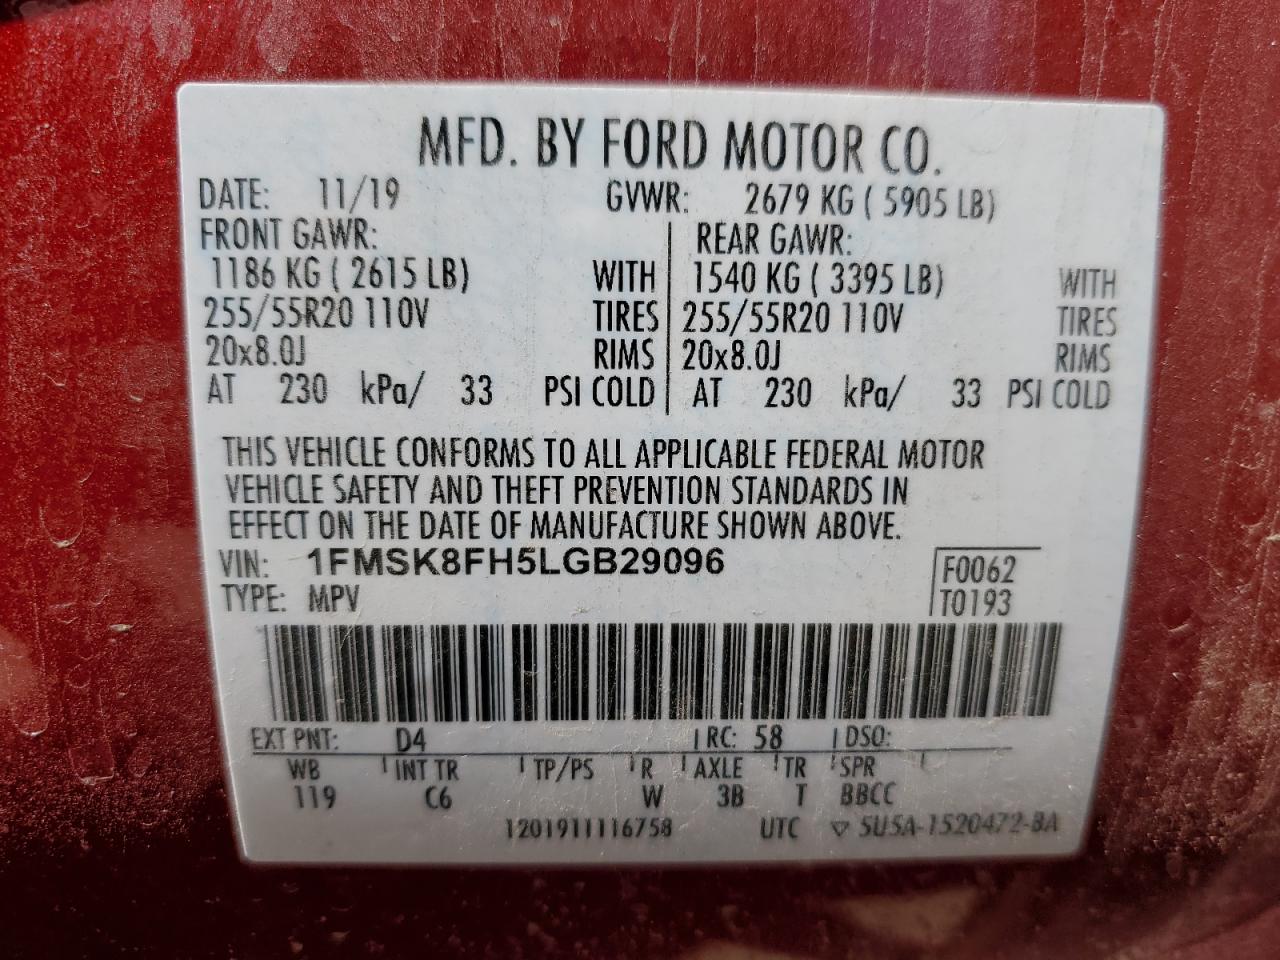 MFD. BY FORD MOTOR CO.
DATE: 11/19 GVWR: 2679 KG ( 5905 LB)
FRONT GAWR: REAR GAWR:
1186 KG ( 2615 LB) WITH 1540 KG ( 3395 LB) WITH
255/55R20 110V TIRES 255/55R20 110V TIRES
20x8.0J RIMS 20x8.0J RIMS
AT 230 kPa/ 33 PSI COLD AT 230 kPa/ 33 PSI COLD
THIS VEHICLE CONFORMS TO ALL APPLICABLE FEDERAL MOTOR
VEHICLE SAFETY AND THEFT PREVENTION STANDARDS IN
EFFECT ON THE DATE OF MANUFACTURE SHOWN ABOVE.
VIN: 1FMSK8FH5LGB29096 F0062
TYPE: MPV T0193
EXT PNT: D4 RC: 58 DSO:
WB INT TR TP/PS R AXLE TR SPR
119 C6 W 3B T BBCC
1201911116758 UTC ▽ 5U5A-1520472-BA